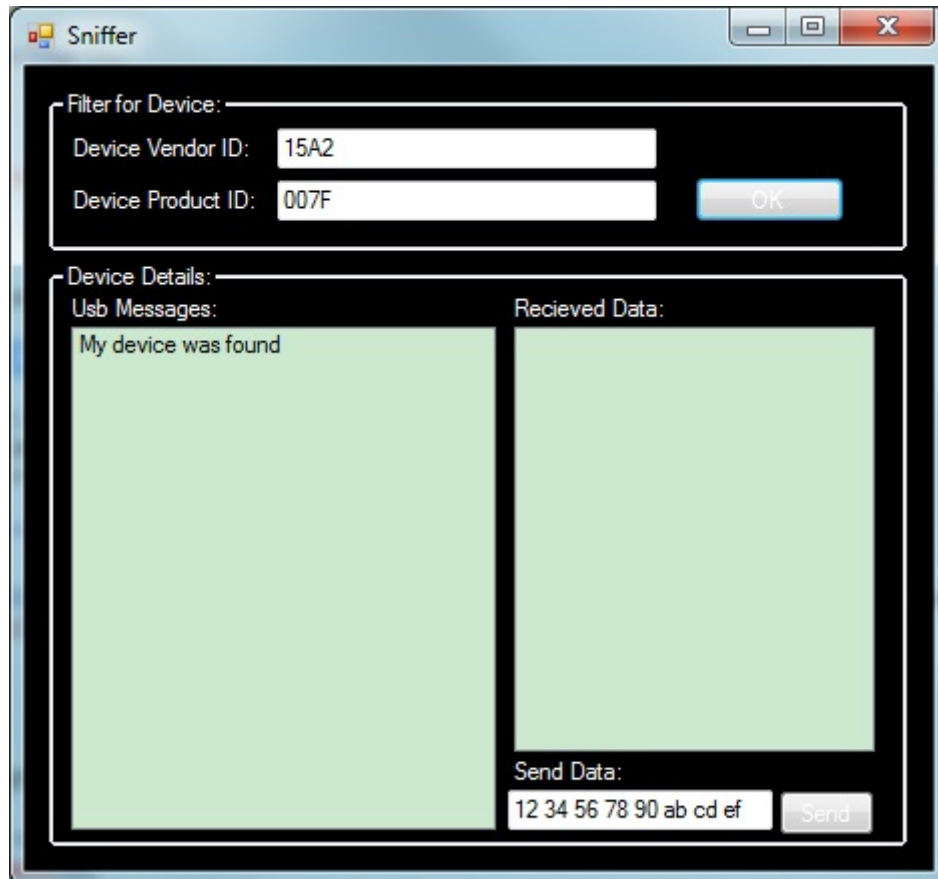 Sniffer
Filter for Device:
Device Vendor ID: 15A2
Device Product ID: 007F OK
Device Details:
Usb Messages: Recieved Data:
My device was found
Send Data:
12 34 56 78 90 ab cd ef Send